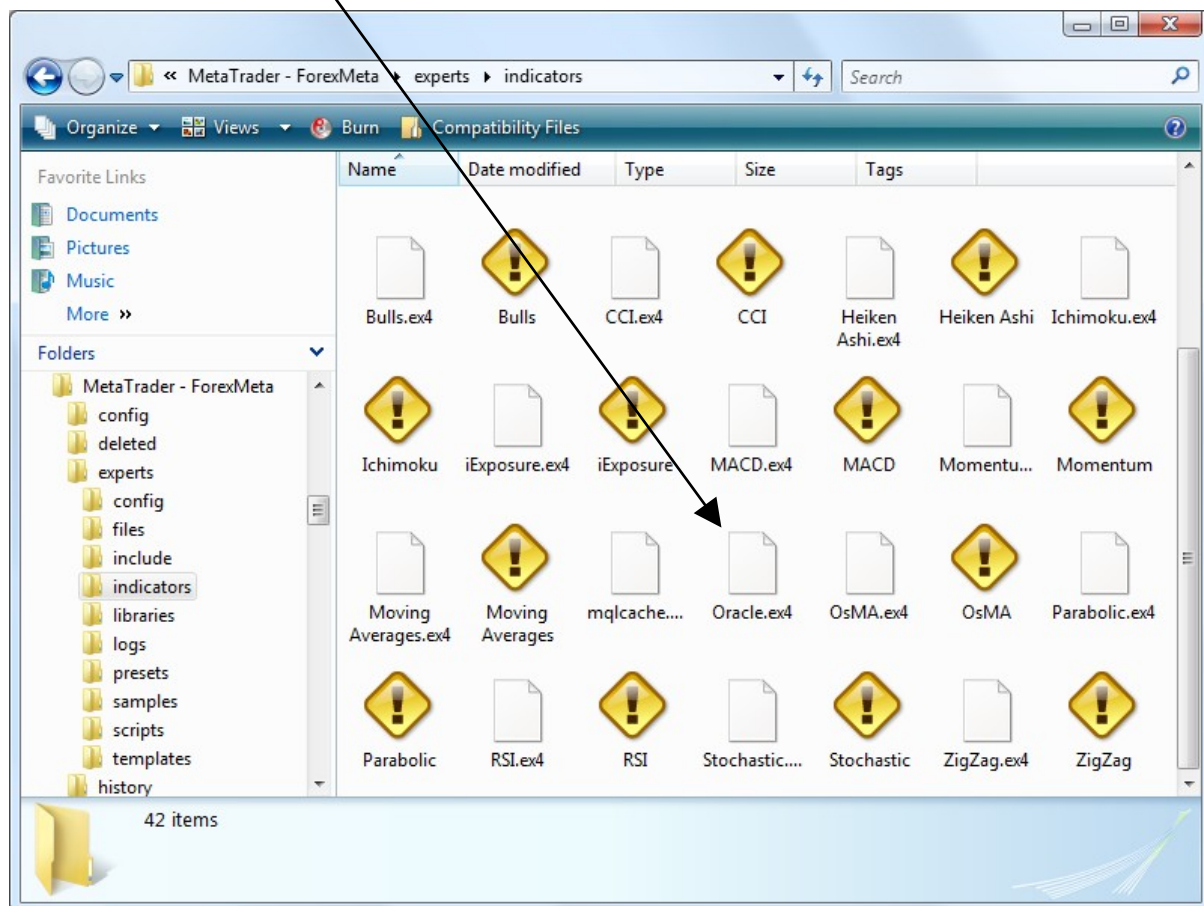 « MetaTrader - ForexMeta experts indicators Search
Organize Views Burn Compatibility Files
Name Date modified Type Size Tags
Favorite Links
Documents
Pictures
Music
More »
Folders
MetaTrader - ForexMeta
config
deleted
experts
config
files
include
indicators
libraries
logs
presets
samples
scripts
templates
history
Bulls.ex4 Bulls CCI.ex4 CCI Heiken Heiken Ashi Ichimoku.ex4
Ashi.ex4
Ichimoku iExposure.ex4 iExposure MACD.ex4 MACD Momentu... Momentum
Moving Moving mqlcache.... Oracle.ex4 OsMA.ex4 OsMA Parabolic.ex4
Averages.ex4 Averages
Parabolic RSI.ex4 RSI Stochastic.... Stochastic ZigZag.ex4 ZigZag
42 items